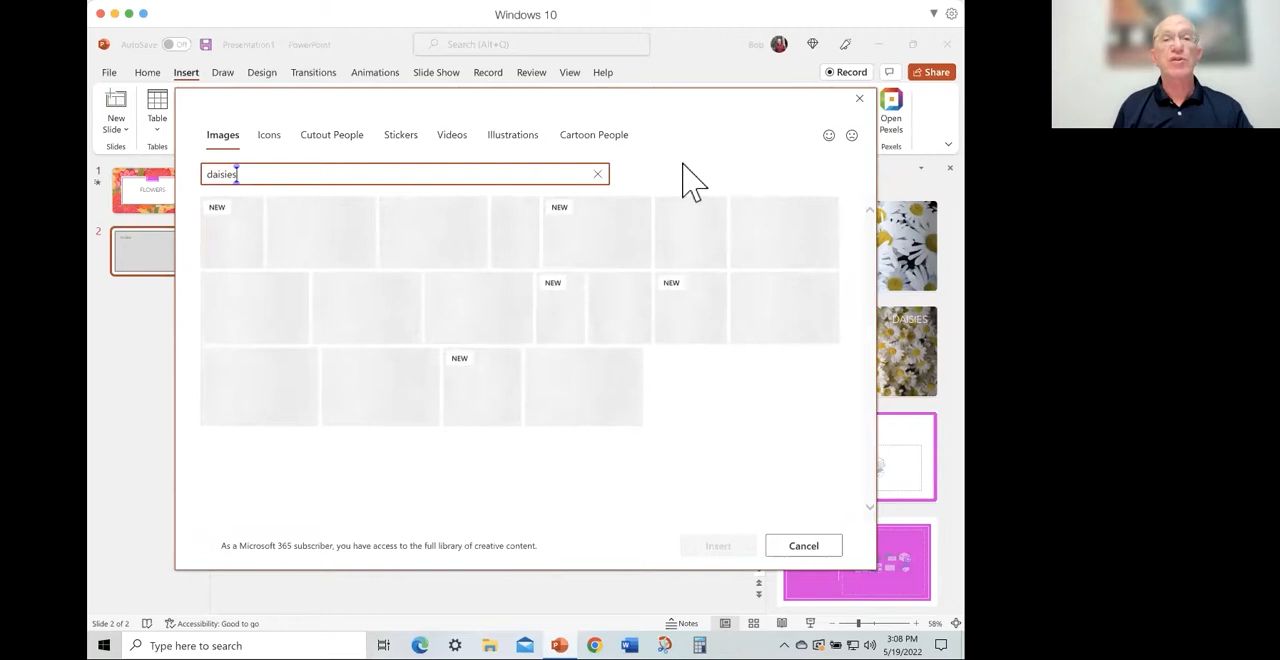 Windows 10
AutoSave Off Presentation1 PowerPoint Search (Alt+Q) Bob
File Home Insert Draw Design Transitions Animations Slide Show Record Review View Help Record Share
New Slide
Table
Slides Tables
Open Pexels
Pexels
Images Icons Cutout People Stickers Videos Illustrations Cartoon People
daisies
NEW NEW
NEW NEW
NEW
1
FLOWERS
2
DAISIES
As a Microsoft 365 subscriber, you have access to the full library of creative content.
Insert Cancel
Slide 2 of 2 Accessibility: Good to go Notes 58%
Type here to search
3:08 PM
5/19/2022